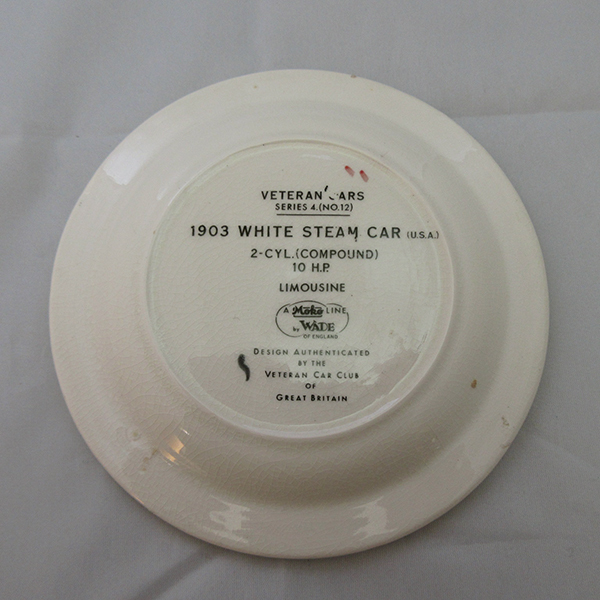 VETERAN CARS
SERIES 4.(NO.12)
1903 WHITE STEAM CAR (U.S.A.)
2-CYL.(COMPOUND)
10 H.P.
LIMOUSINE
A Moko LINE
by WADE
OF ENGLAND
DESIGN AUTHENTICATED
BY THE
VETERAN CAR CLUB
OF
GREAT BRITAIN